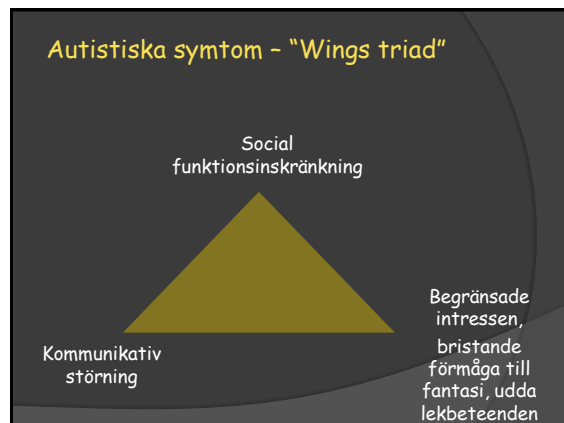 Autistiska symtom – “Wings triad”
Social
funktionsinskränkning
Kommunikativ
störning
Begränsade
intressen,
bristande
förmåga till
fantasi, udda
lekbeteenden